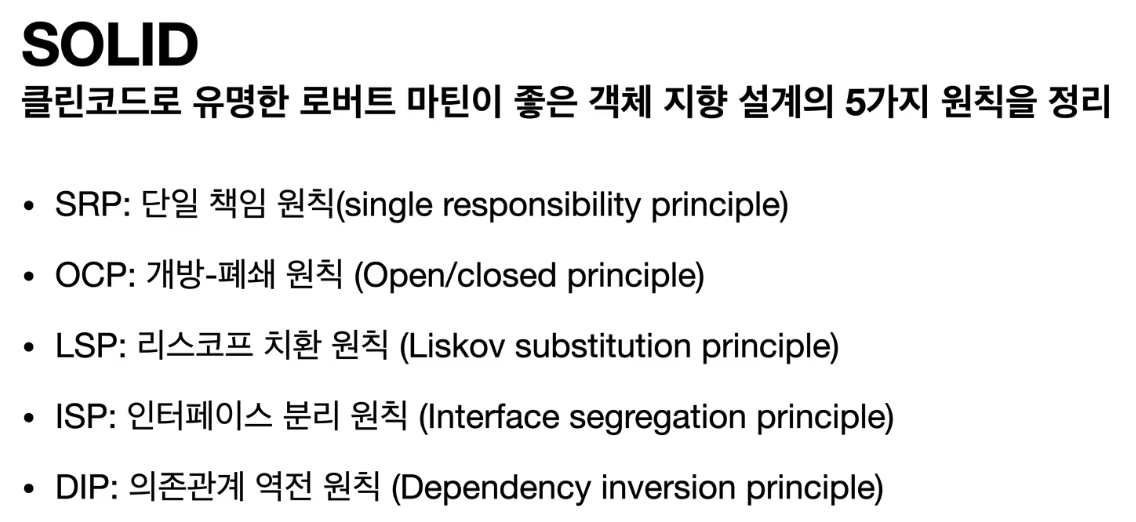 SOLID
클린코드로 유명한 로버트 마틴이 좋은 객체 지향 설계의 5가지 원칙을 정리
• SRP: 단일 책임 원칙(single responsibility principle)
• OCP: 개방-폐쇄 원칙 (Open/closed principle)
• LSP: 리스코프 치환 원칙 (Liskov substitution principle)
• ISP: 인터페이스 분리 원칙 (Interface segregation principle)
• DIP: 의존관계 역전 원칙 (Dependency inversion principle)